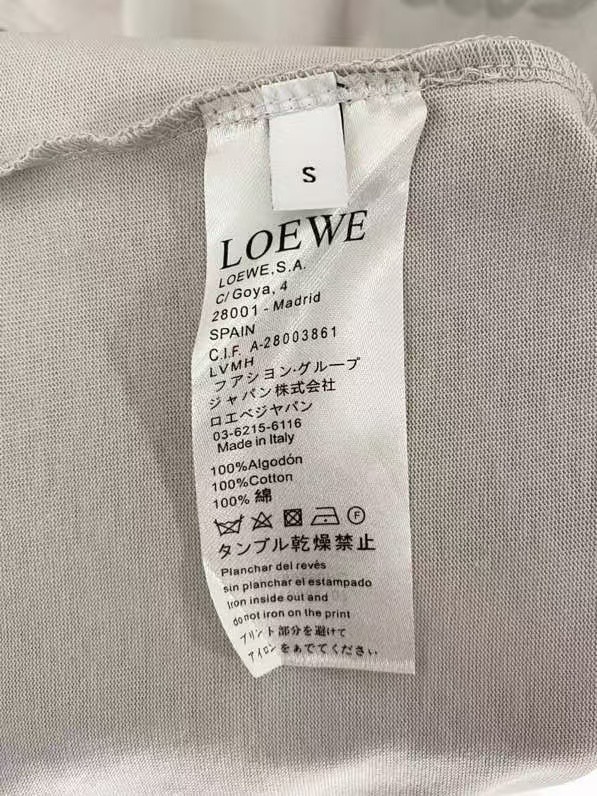 S
LOEWE
LOEWE,S.A.
C/Goya, 4
28001 - Madrid
SPAIN
C.I.F. A-28003861
LVMH
フアシヨン·グループ
ジャパン株式会社
ロエベジャパン
03-6215-6116
Made in Italy
100%Algodón
100%Cotton
100% 綿
F
タンブル乾燥禁止
Planchar del revés
sin planchar el estampado
Iron inside out and
do not iron on the print
プリント部分を避けて
アイロンをあでてください